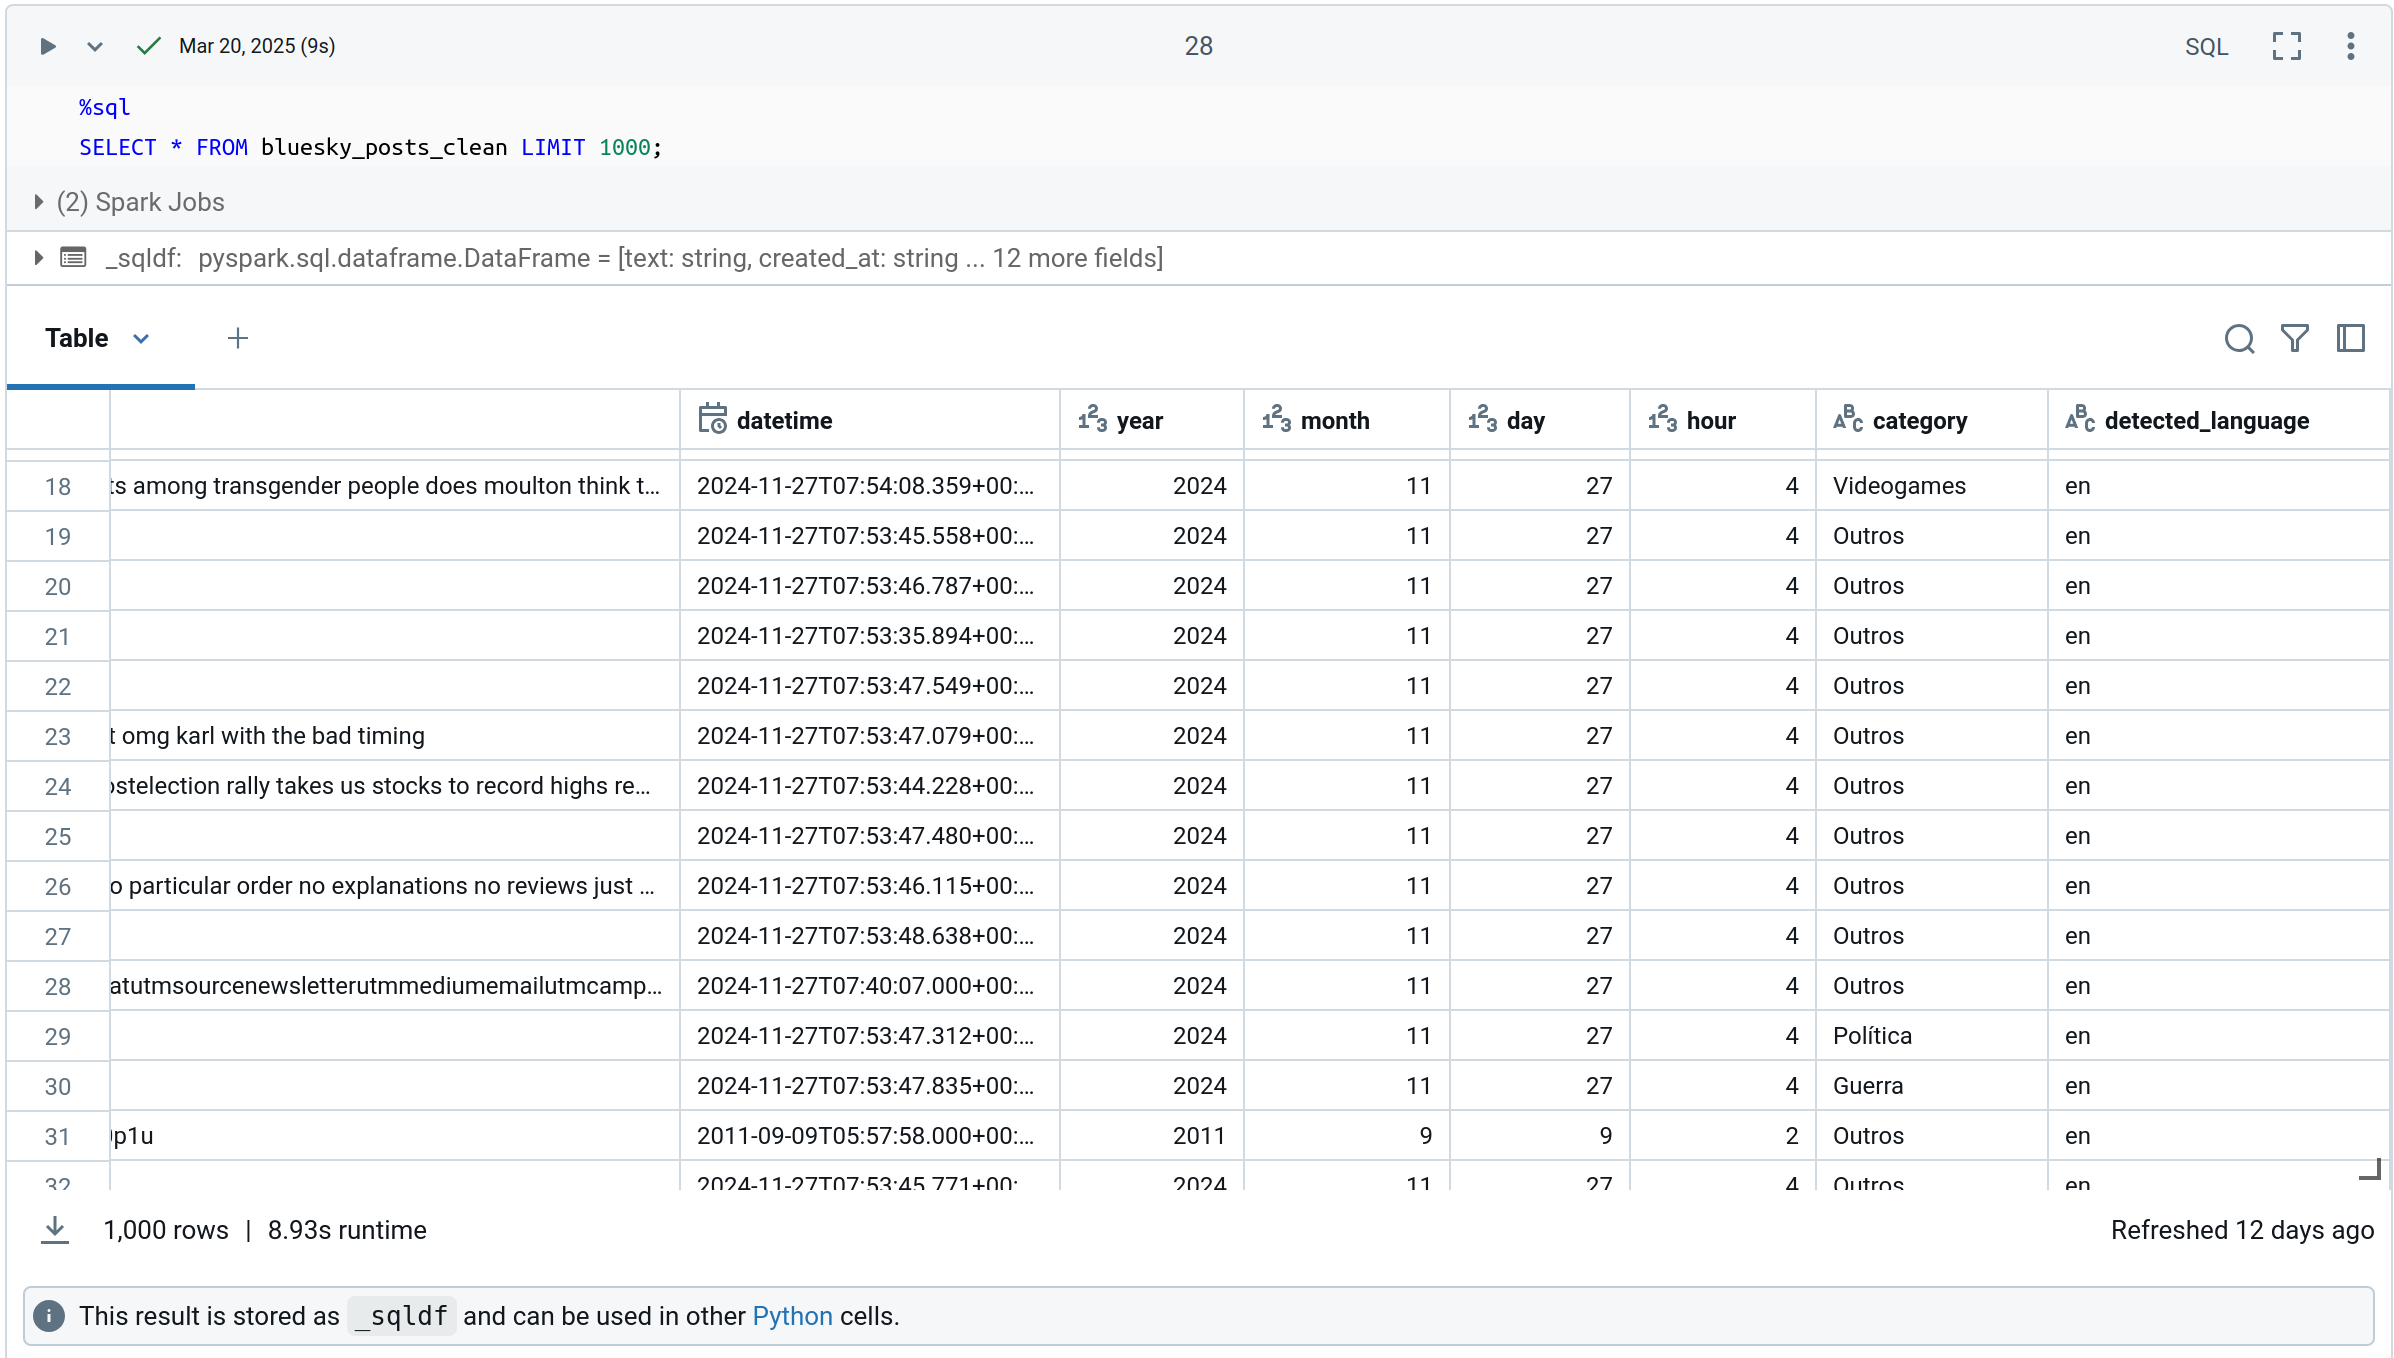 Mar 20, 2025 (9s) 28 SQL
%sql
SELECT * FROM bluesky_posts_clean LIMIT 1000;
(2) Spark Jobs
_sqldf: pyspark.sql.dataframe.DataFrame = [text: string, created_at: string ... 12 more fields]
Table
datetime 123 year 123 month 123 day 123 hour ABC category ABC detected_language
18 ts among transgender people does moulton think t... 2024-11-27T07:54:08.359+00:... 2024 11 27 4 Videogames en
19 2024-11-27T07:53:45.558+00:... 2024 11 27 4 Outros en
20 2024-11-27T07:53:46.787+00:... 2024 11 27 4 Outros en
21 2024-11-27T07:53:35.894+00:... 2024 11 27 4 Outros en
22 2024-11-27T07:53:47.549+00:... 2024 11 27 4 Outros en
23 t omg karl with the bad timing 2024-11-27T07:53:47.079+00:... 2024 11 27 4 Outros en
24 ostelection rally takes us stocks to record highs re... 2024-11-27T07:53:44.228+00:... 2024 11 27 4 Outros en
25 2024-11-27T07:53:47.480+00:... 2024 11 27 4 Outros en
26 o particular order no explanations no reviews just ... 2024-11-27T07:53:46.115+00:... 2024 11 27 4 Outros en
27 2024-11-27T07:53:48.638+00:... 2024 11 27 4 Outros en
28 atutmsourcenewsletterutmmediumemailutmcamp... 2024-11-27T07:40:07.000+00:... 2024 11 27 4 Outros en
29 2024-11-27T07:53:47.312+00:... 2024 11 27 4 Política en
30 2024-11-27T07:53:47.835+00:... 2024 11 27 4 Guerra en
31 p1u 2011-09-09T05:57:58.000+00:... 2011 9 9 2 Outros en
32 2024-11-27T07:53:45.771+00: 2024 11 27 4 Outros en
1,000 rows | 8.93s runtime Refreshed 12 days ago
This result is stored as _sqldf and can be used in other Python cells.